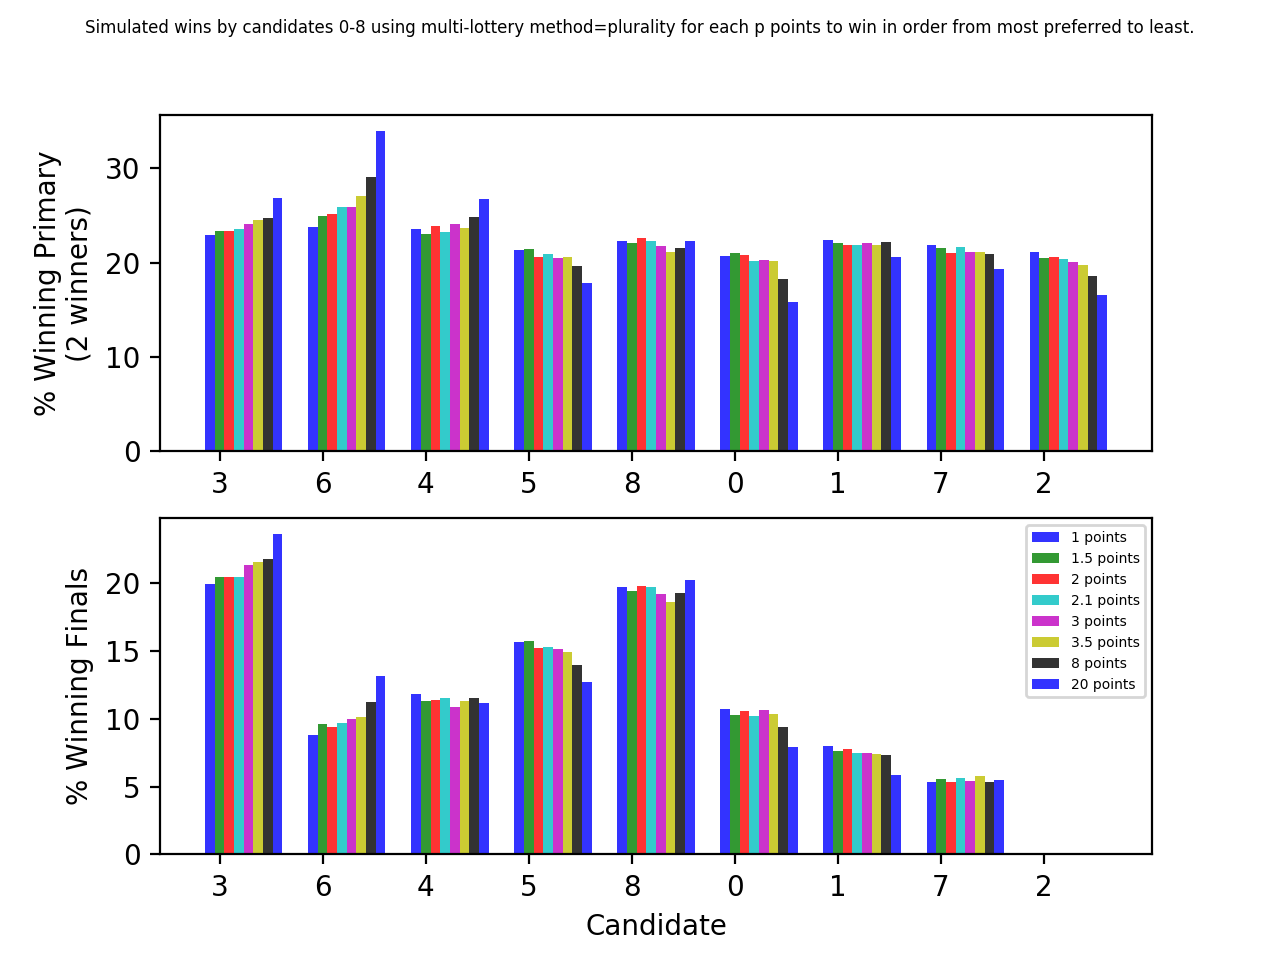 Simulated wins by candidates 0-8 using multi-lottery method=plurality for each p points to win in order from most preferred to least.
% Winning Primary
(2 winners)
30
20
10
0
3 6 4 5 8 0 1 7 2
% Winning Finals
20
15
10
5
0
1 points
1.5 points
2 points
2.1 points
3 points
3.5 points
8 points
20 points
3 6 4 5 8 0 1 7 2
Candidate